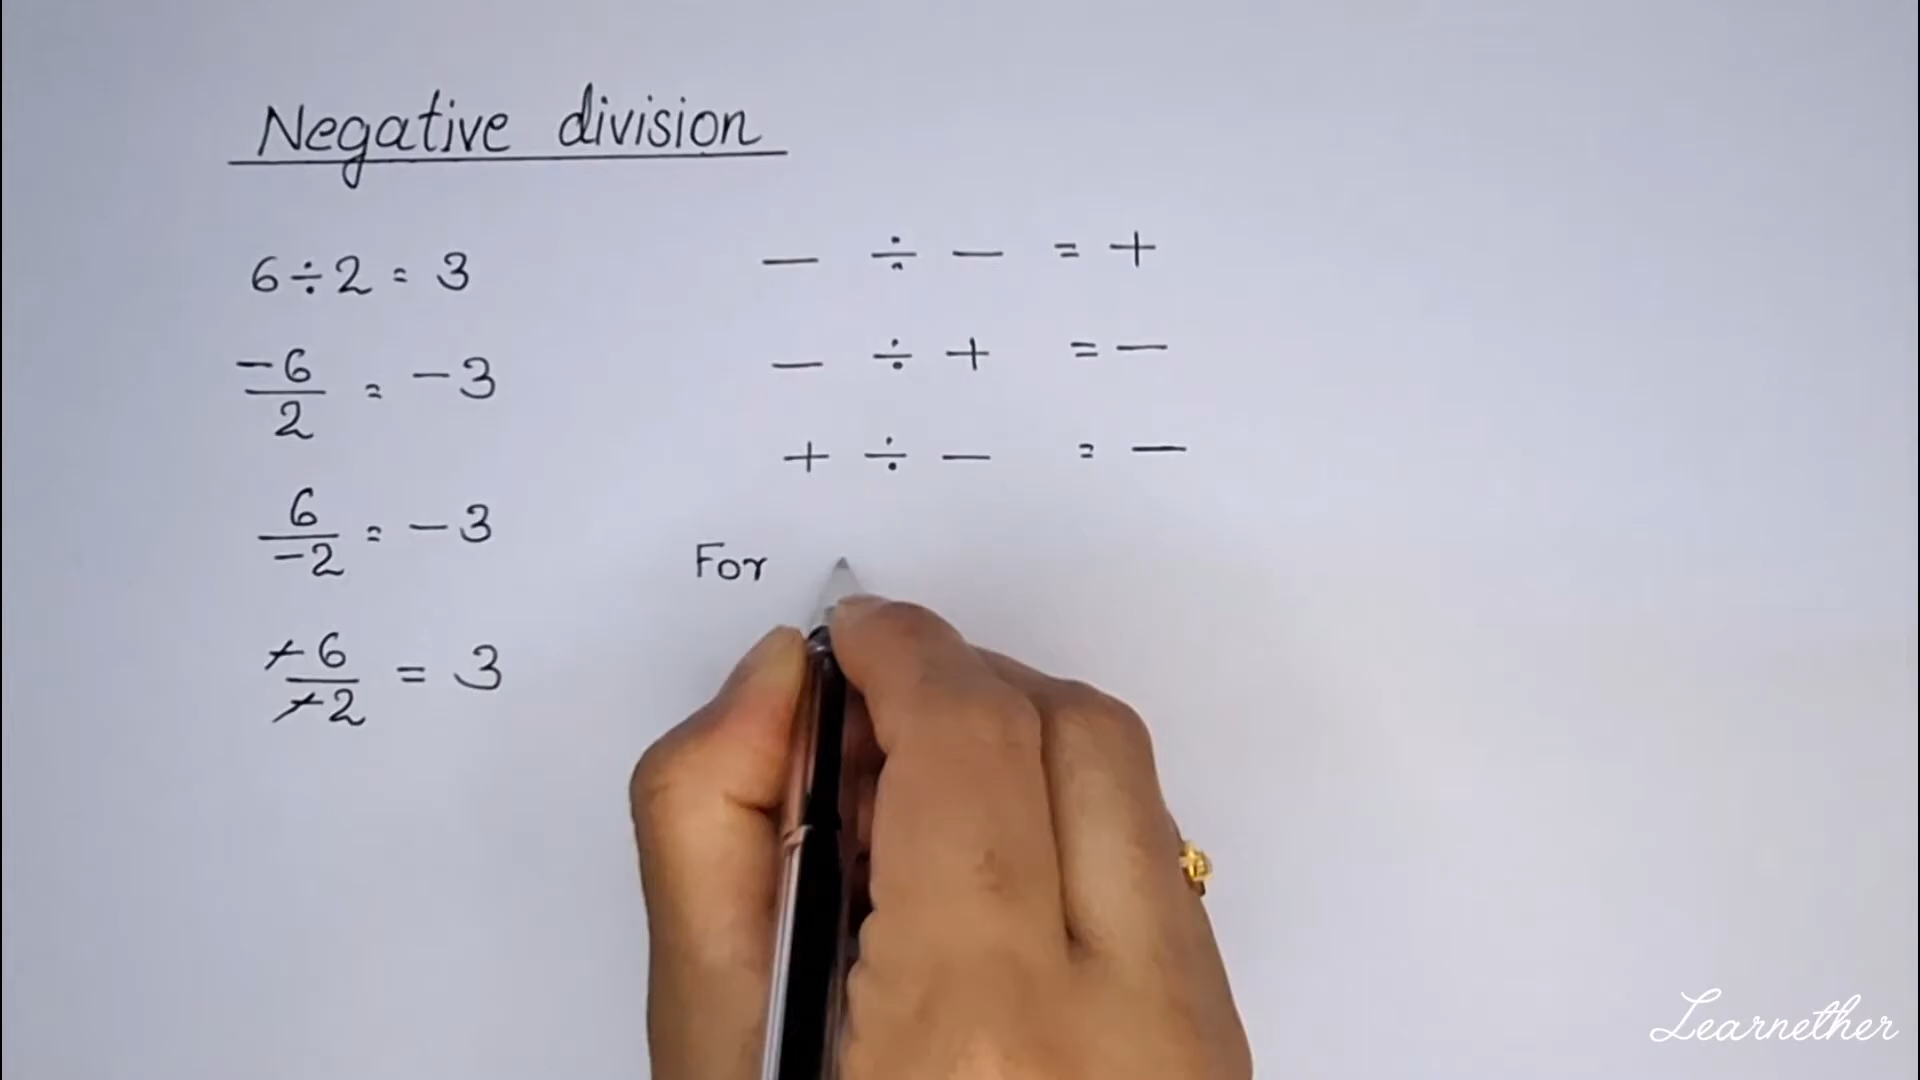 Negative division
6 ÷ 2 = 3
-6/2 = -3
6/-2 = -3
-6/-2 = 3
- ÷ - = +
- ÷ + = -
+ ÷ - = -
For
Learnether